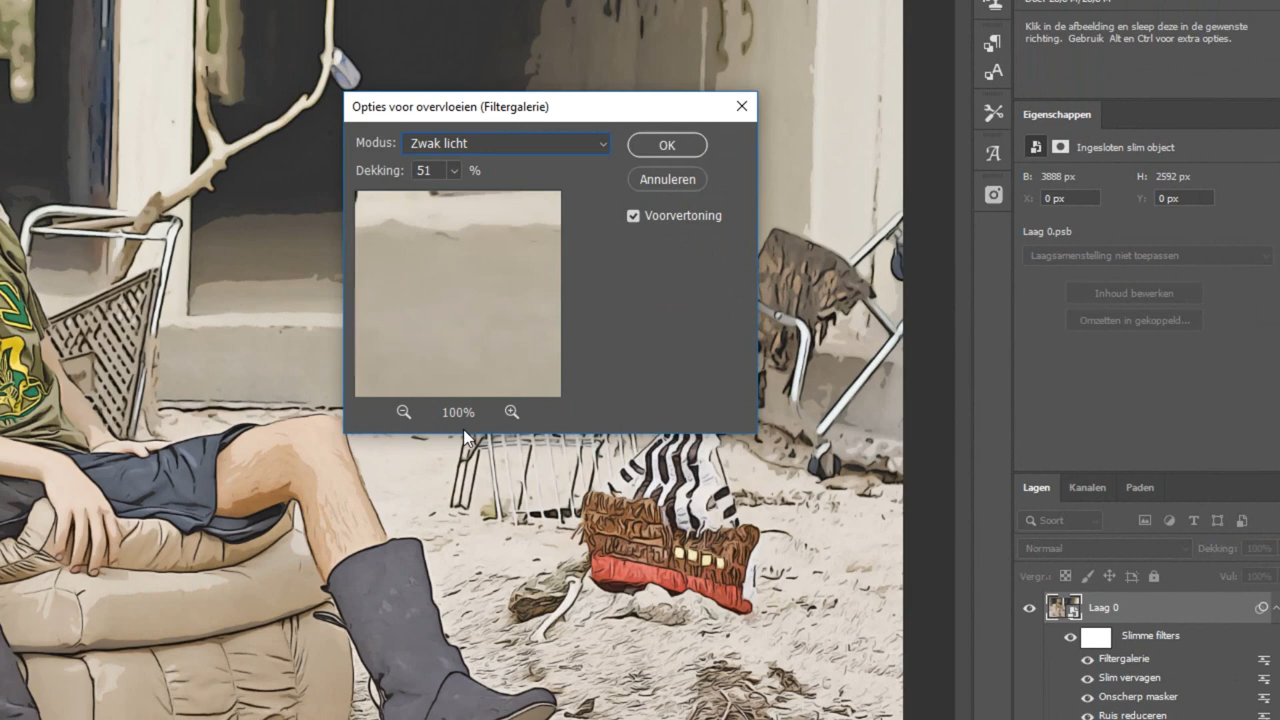 Klik in de afbeelding en sleep deze in de gewenste
richting. Gebruik Alt en Ctrl voor extra opties.
Opties voor overvloeien (Filtergalerie)
Modus: Zwak licht
OK
Dekking: 51 %
Annuleren
Voorvertoning
100%
Eigenschappen
Ingesloten slim object
B: 3888 px H: 2592 px
X: 0 px Y: 0 px
Laag 0.psb
Laagsamenstelling niet toepassen
Inhoud bewerken
Omzetten in gekoppeld...
Lagen Kanalen Paden
Soort
Normaal Dekking: 100%
Vergr.: Vul: 100%
Laag 0
Slimme filters
Filtergalerie
Slim vervagen
Onscherp masker
Ruis reduceren